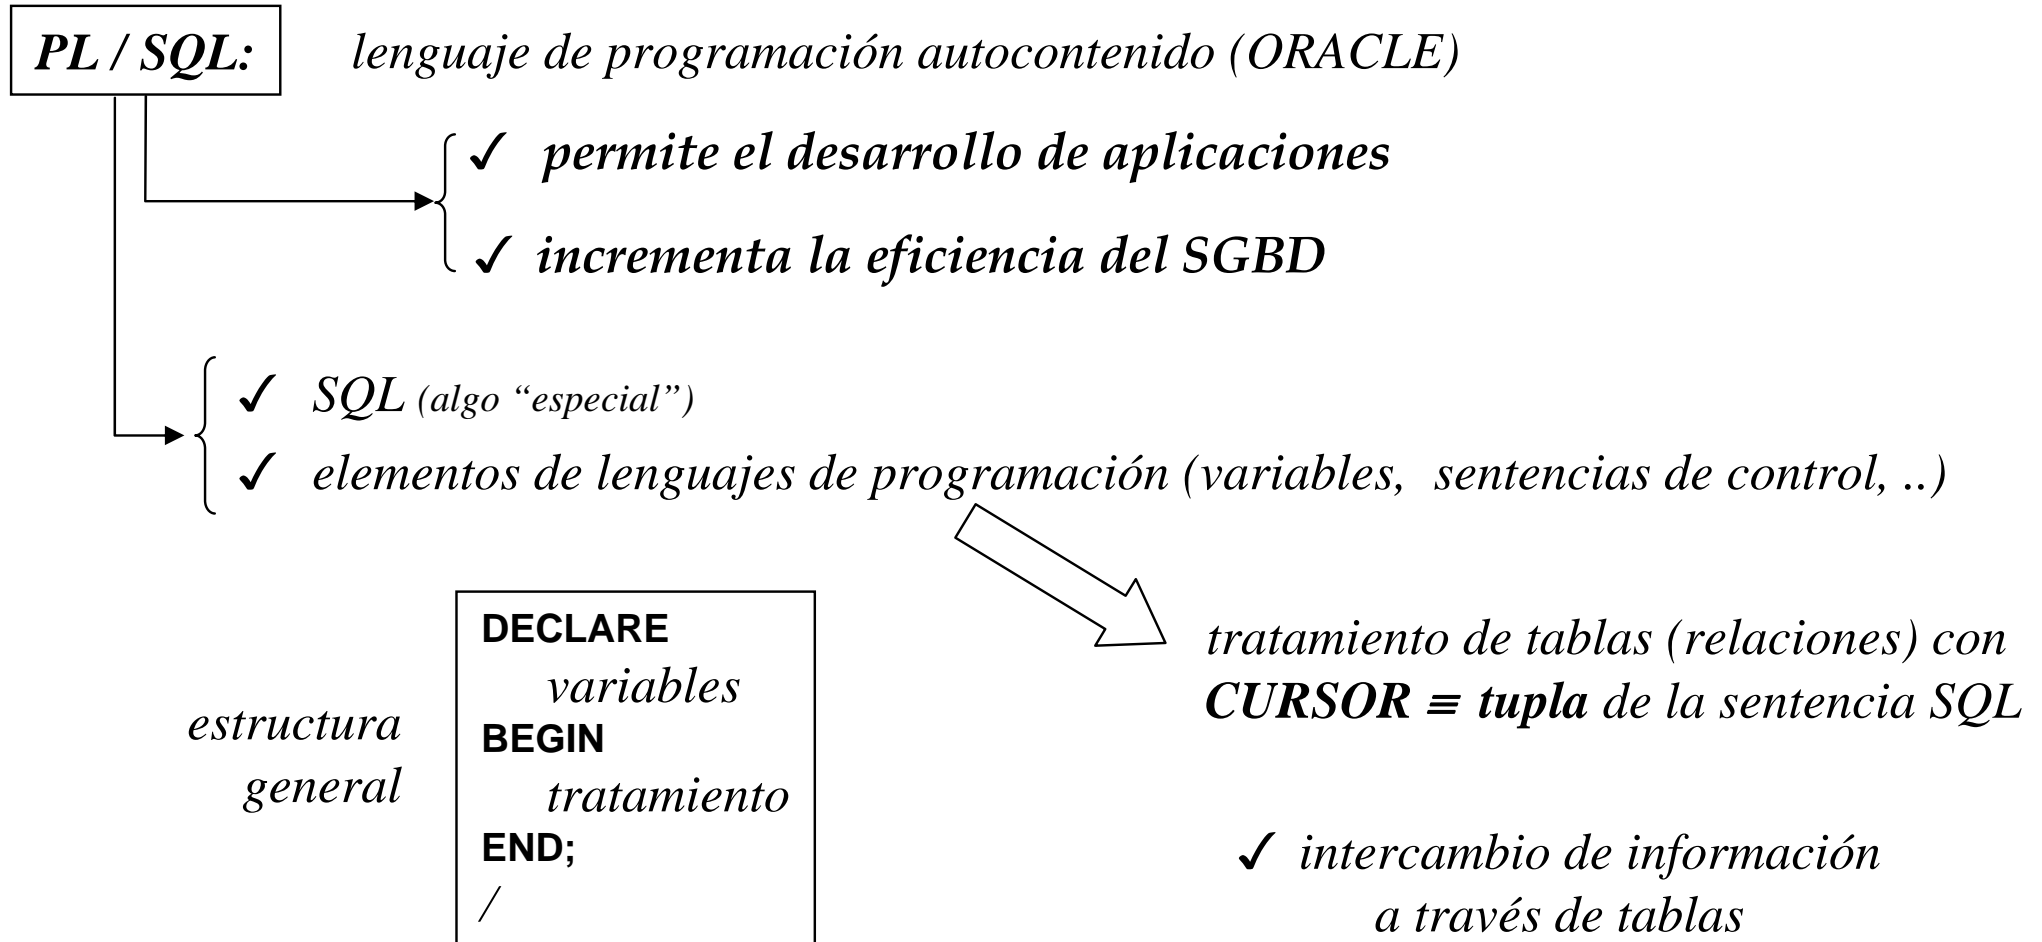 PL / SQL: lenguaje de programación autocontenido (ORACLE)
✓ permite el desarrollo de aplicaciones
✓ incrementa la eficiencia del SGBD
✓ SQL (algo “especial”)
✓ elementos de lenguajes de programación (variables, sentencias de control, ..)
estructura
general
DECLARE
variables
BEGIN
tratamiento
END;
/
tratamiento de tablas (relaciones) con
CURSOR ≡ tupla de la sentencia SQL
✓ intercambio de información
a través de tablas